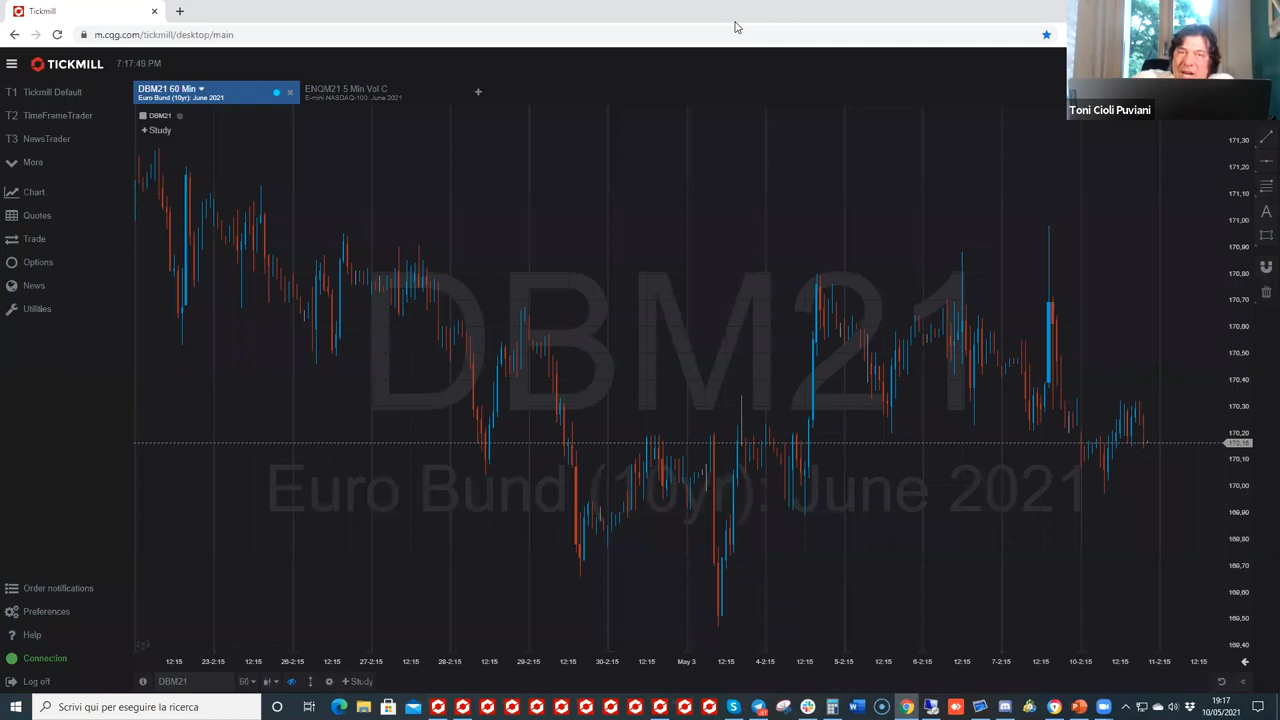 Tickmill
m.cqg.com/tickmill/desktop/main
TICKMILL
7:17:49 PM
Toni Cioli Puviani
T1 Tickmill Default
T2 TimeFrameTrader
T3 NewsTrader
More
Chart
Quotes
Trade
Options
News
Utilities
Order notifications
Preferences
Help
Connection
Log off
DBM21 60 Min
Euro Bund (10yr): June 2021
ENQM21 5 Min Vol C
E-mini NASDAQ-100: June 2021
DBM21
+ Study
DBM21
Euro Bund (10yr): June 2021
171,30
171,20
171,10
171,00
170,90
170,80
170,70
170,60
170,50
170,40
170,30
170,20
170,16
170,10
170,00
169,90
169,80
169,70
169,60
169,50
169,40
12:15 23-2:15 12:15 26-2:15 12:15 27-2:15 12:15 28-2:15 12:15 29-2:15 12:15 30-2:15 12:15 May 3 12:15 4-2:15 12:15 5-2:15 12:15 6-2:15 12:15 7-2:15 12:15 10-2:15 12:15 11-2:15 12:15
DBM21 60 + Study
Scrivi qui per eseguire la ricerca
19:17
10/05/2021